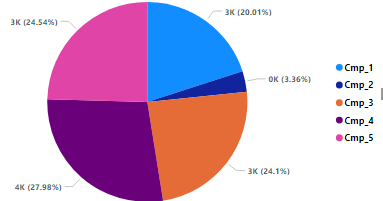 3K (20.01%)
3K (24.54%)
0K (3.36%)
3K (24.1%)
4K (27.98%)
Cmp_1
Cmp_2
Cmp_3
Cmp_4
Cmp_5